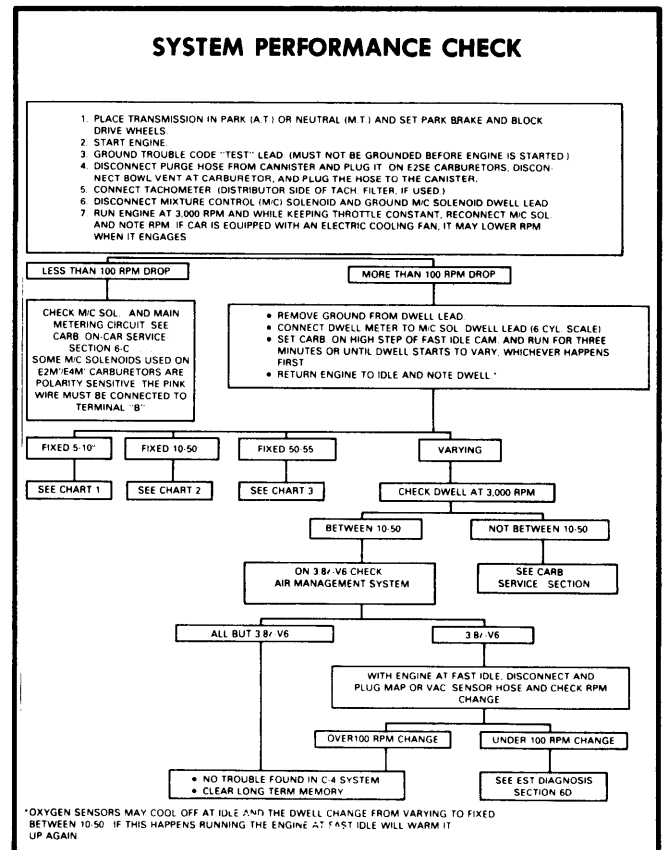 SYSTEM PERFORMANCE CHECK
1. PLACE TRANSMISSION IN PARK (A.T.) OR NEUTRAL (M.T.) AND SET PARK BRAKE AND BLOCK
DRIVE WHEELS.
2. START ENGINE.
3. GROUND TROUBLE CODE "TEST" LEAD (MUST NOT BE GROUNDED BEFORE ENGINE IS STARTED.)
4. DISCONNECT PURGE HOSE FROM CANNISTER AND PLUG IT ON E2SE CARBURETORS, DISCON-
NECT BOWL VENT AT CARBURETOR, AND PLUG THE HOSE TO THE CANISTER.
5. CONNECT TACHOMETER (DISTRIBUTOR SIDE OF TACH. FILTER, IF USED.)
6. DISCONNECT MIXTURE CONTROL (M/C) SOLENOID AND GROUND M/C SOLENOID DWELL LEAD
7. RUN ENGINE AT 3,000 RPM AND WHILE KEEPING THROTTLE CONSTANT, RECONNECT M/C SOL.
AND NOTE RPM. IF CAR IS EQUIPPED WITH AN ELECTRIC COOLING FAN, IT MAY LOWER RPM
WHEN IT ENGAGES
LESS THAN 100 RPM DROP
MORE THAN 100 RPM DROP
CHECK M/C SOL. AND MAIN
METERING CIRCUIT SEE
CARB. ON-CAR SERVICE
SECTION 6-C
SOME M/C SOLENOIDS USED ON
E2M'/E4M' CARBURETORS ARE
POLARITY SENSITIVE THE PINK
WIRE MUST BE CONNECTED TO
TERMINAL "B"
• REMOVE GROUND FROM DWELL LEAD.
• CONNECT DWELL METER TO M/C SOL. DWELL LEAD (6 CYL. SCALE)
• SET CARB. ON HIGH STEP OF FAST IDLE CAM. AND RUN FOR THREE
MINUTES OR UNTIL DWELL STARTS TO VARY, WHICHEVER HAPPENS
FIRST
• RETURN ENGINE TO IDLE AND NOTE DWELL.*
FIXED 5-10°
FIXED 10-50
FIXED 50-55
VARYING
SEE CHART 1
SEE CHART 2
SEE CHART 3
CHECK DWELL AT 3,000 RPM
BETWEEN 10-50
NOT BETWEEN 10-50
ON 3.8ℓ-V6 CHECK
AIR MANAGEMENT SYSTEM
SEE CARB
SERVICE SECTION
ALL BUT 3.8ℓ-V6
3.8ℓ-V6
WITH ENGINE AT FAST IDLE, DISCONNECT AND
PLUG MAP OR VAC SENSOR HOSE AND CHECK RPM
CHANGE
OVER 100 RPM CHANGE
UNDER 100 RPM CHANGE
• NO TROUBLE FOUND IN C-4 SYSTEM
• CLEAR LONG TERM MEMORY
SEE EST DIAGNOSIS
SECTION 6D
*OXYGEN SENSORS MAY COOL OFF AT IDLE AND THE DWELL CHANGE FROM VARYING TO FIXED
BETWEEN 10-50 IF THIS HAPPENS RUNNING THE ENGINE AT FAST IDLE WILL WARM IT
UP AGAIN.